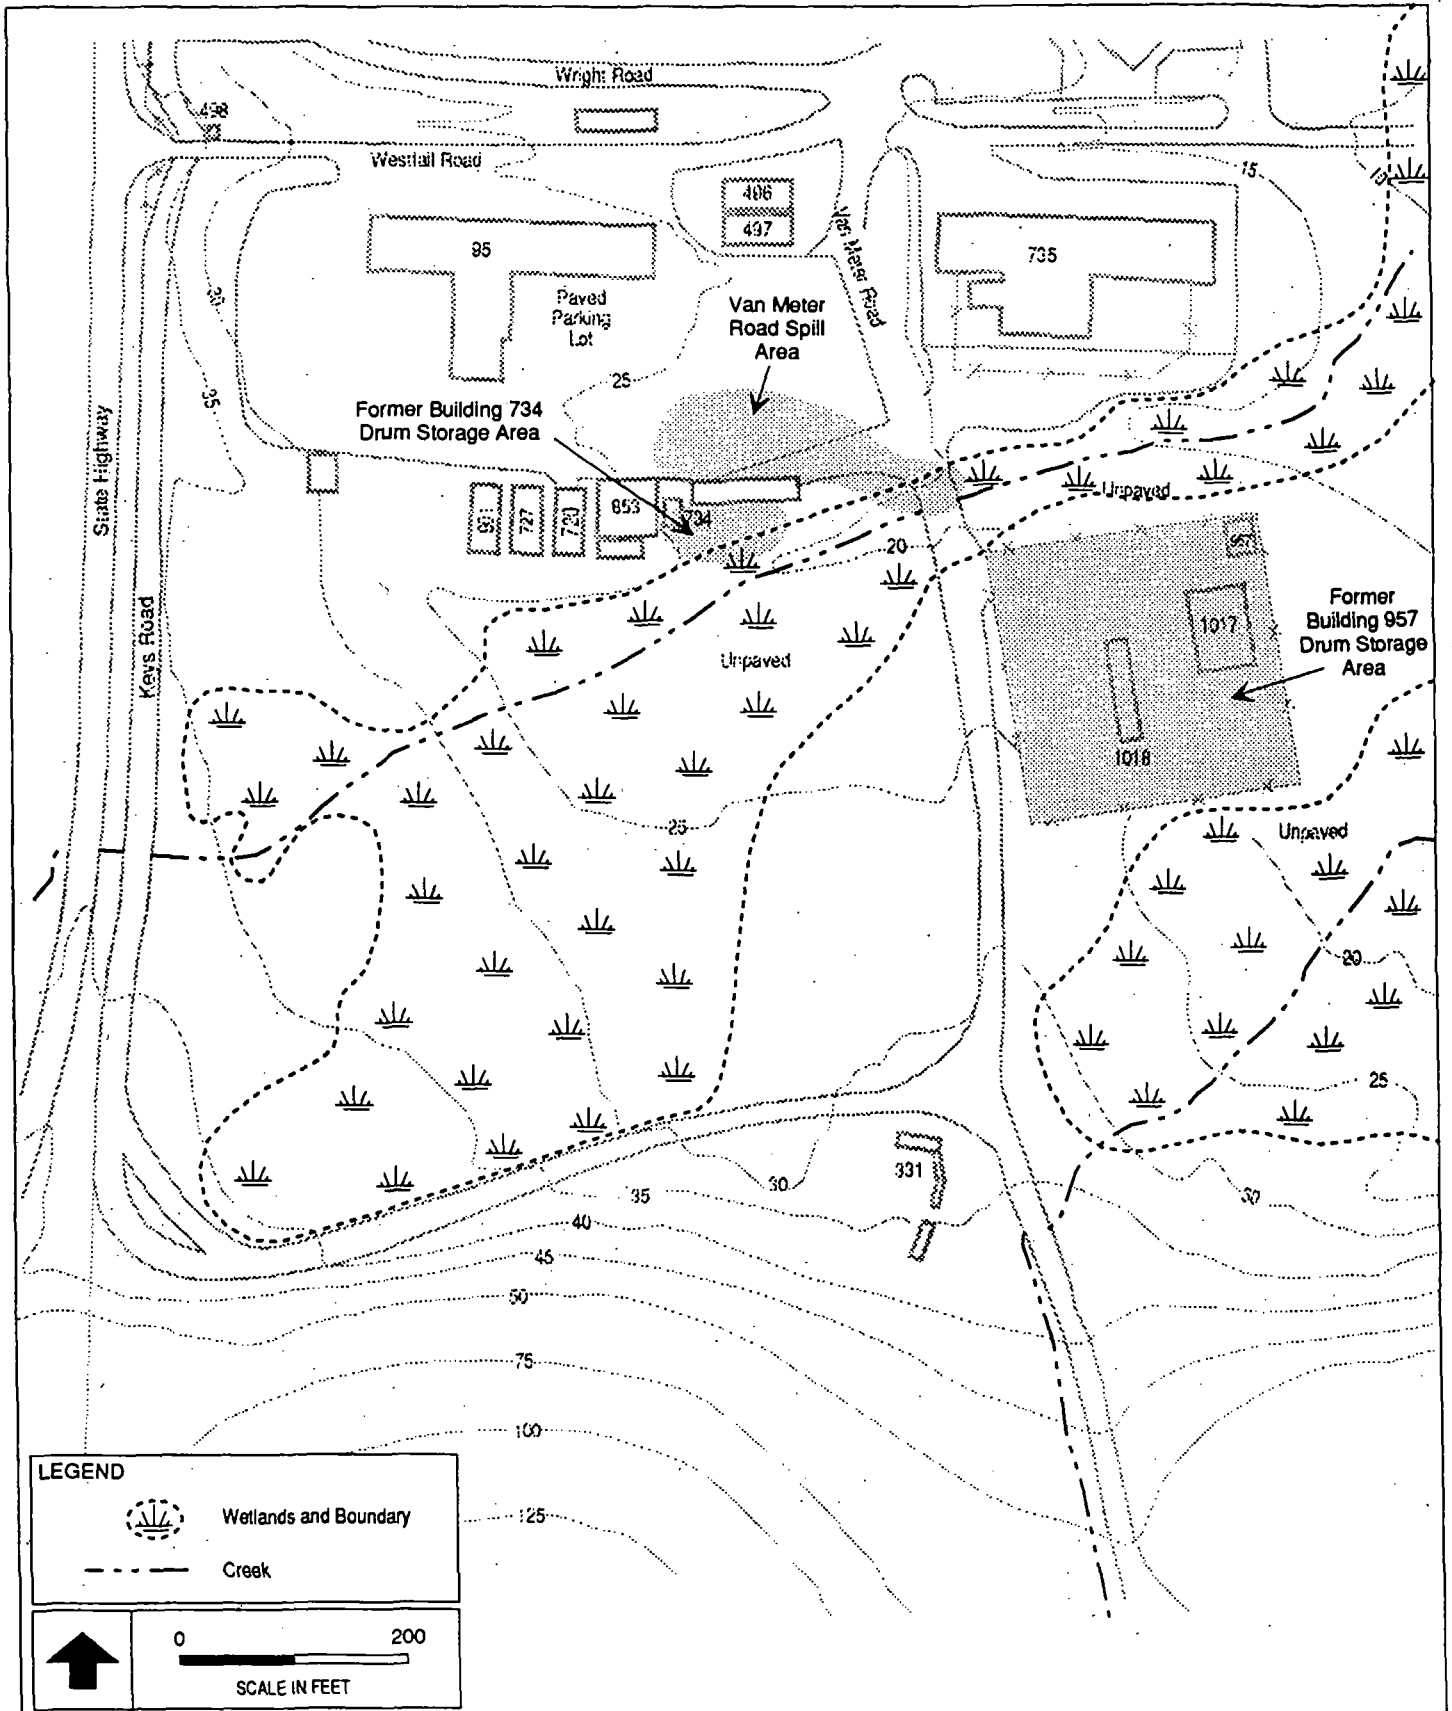 Wright Road
498
Westfall Road
15
10
496
497
95
735
Van Meter Road
30
Paved
Parking
Lot
Van Meter
Road Spill
Area
25
35
Former Building 734
Drum Storage Area
State Highway
Unpaved
727
720
853
734
20
Former
Building 957
Drum Storage
Area
1017
Keys Road
Unpaved
1018
25
Unpaved
20
25
331
35
30
30
40
45
50
75
100
125
LEGEND
Wetlands and Boundary
Creek
0 200
SCALE IN FEET